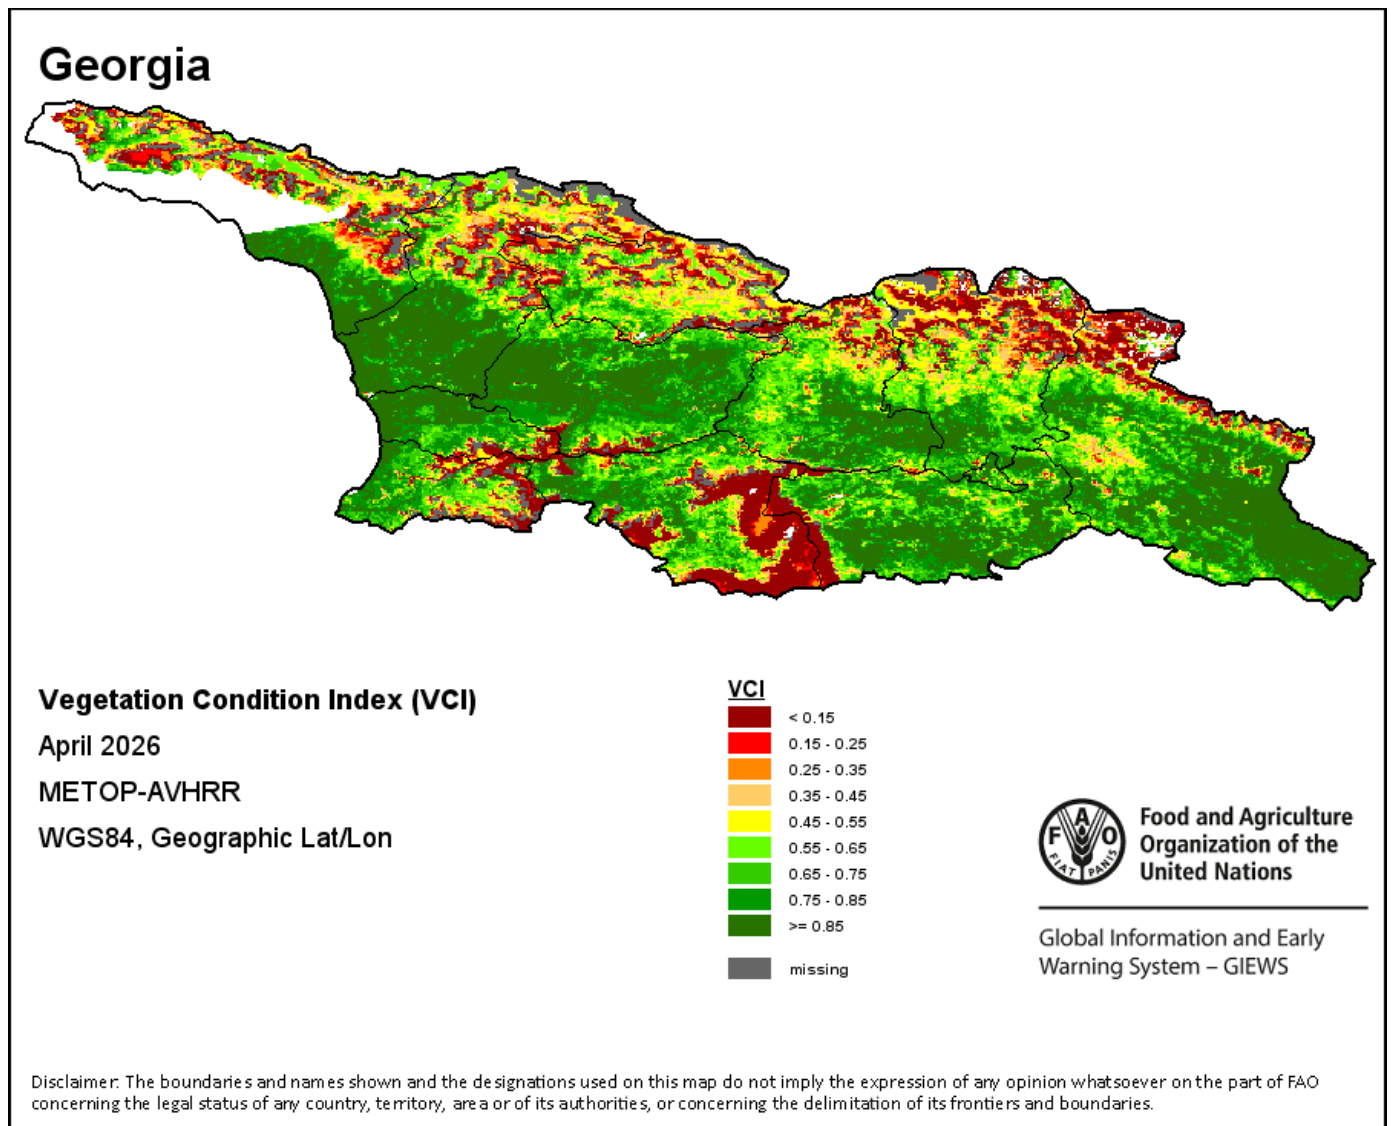 Georgia
Vegetation Condition Index (VCI)
April 2026
METOP-AVHRR
WGS84, Geographic Lat/Lon
VCI
< 0.15
0.15 - 0.25
0.25 - 0.35
0.35 - 0.45
0.45 - 0.55
0.55 - 0.65
0.65 - 0.75
0.75 - 0.85
>= 0.85
missing
F A O
FIAT PANIS
Food and Agriculture
Organization of the
United Nations
Global Information and Early
Warning System – GIEWS
Disclaimer: The boundaries and names shown and the designations used on this map do not imply the expression of any opinion whatsoever on the part of FAO
concerning the legal status of any country, territory, area or of its authorities, or concerning the delimitation of its frontiers and boundaries.